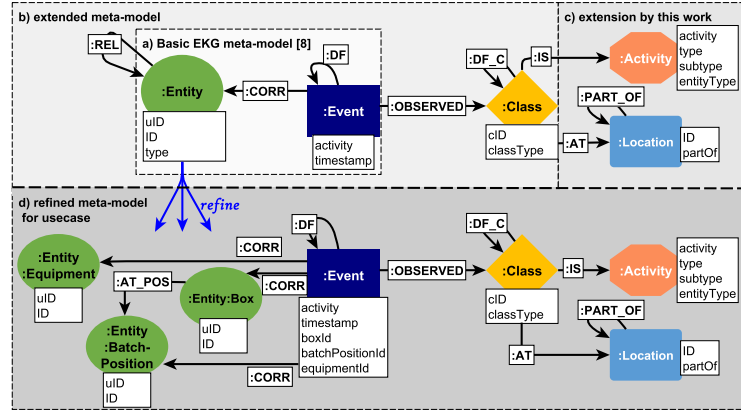 b) extended meta-model
c) extension by this work
:REL
a) Basic EKG meta-model [8]
:DF
:Entity
uID
ID
type
:CORR
:Event
activity
timestamp
:OBSERVED
:DF_C
:IS
:Class
cID
classType
:AT
:Activity
activity
type
subtype
entityType
:PART_OF
:Location
ID
partOf
refine
d) refined meta-model
for usecase
:DF
:CORR
:Entity
:Equipment
uID
ID
:AT_POS
:Entity:Box
uID
ID
:CORR
:Entity
:Batch-
Position
uID
ID
:CORR
:Event
activity
timestamp
boxId
batchPositionId
equipmentId
:OBSERVED
:DF_C
:Class
cID
classType
:IS
:AT
:Activity
activity
type
subtype
entityType
:PART_OF
:Location
ID
partOf